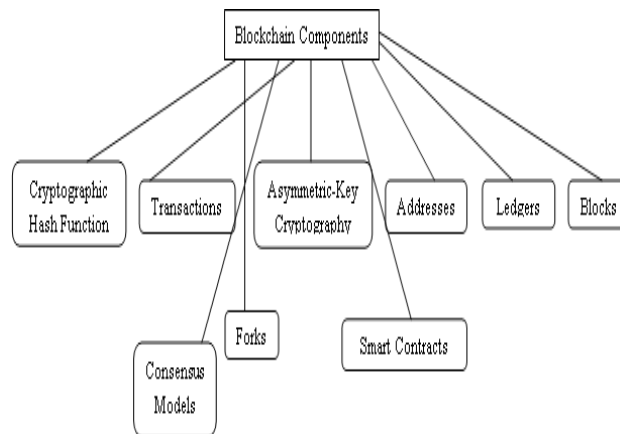 Blockchain Components
Cryptographic
Hash Function
Transactions
Asymmetric-Key
Cryptography
Addresses
Ledgers
Blocks
Forks
Smart Contracts
Consensus
Models